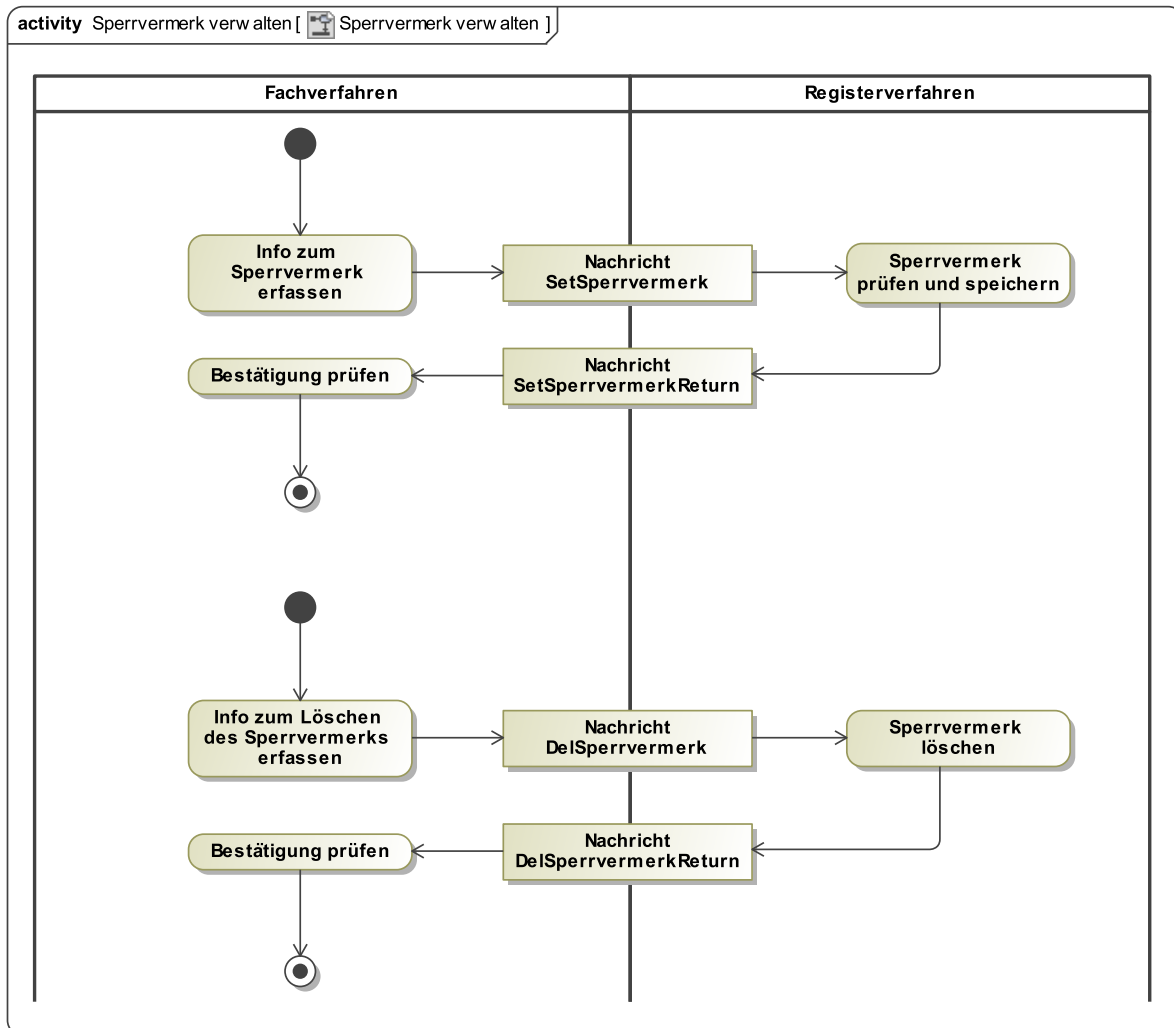 activity Sperrvermerk verwalten [ Sperrvermerk verwalten ]
Fachverfahren
Registerverfahren
Info zum
Sperrvermerk
erfassen
Nachricht
SetSperrvermerk
Sperrvermerk
prüfen und speichern
Bestätigung prüfen
Nachricht
SetSperrvermerkReturn
Info zum Löschen
des Sperrvermerks
erfassen
Nachricht
DelSperrvermerk
Sperrvermerk
löschen
Bestätigung prüfen
Nachricht
DelSperrvermerkReturn